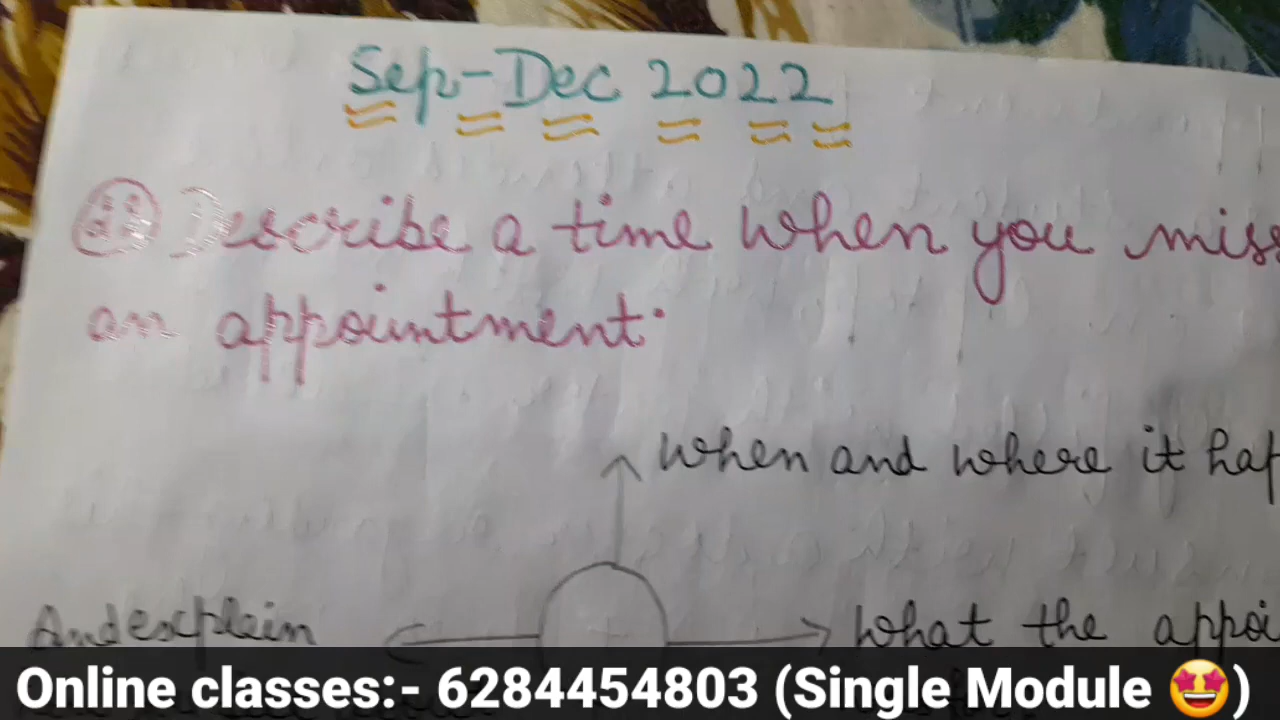 Sep-Dec 2022
Describe a time when you miss
an appointment.
when and where it hap
And explain
What the appoi
Online classes:- 6284454803 (Single Module 🤩)